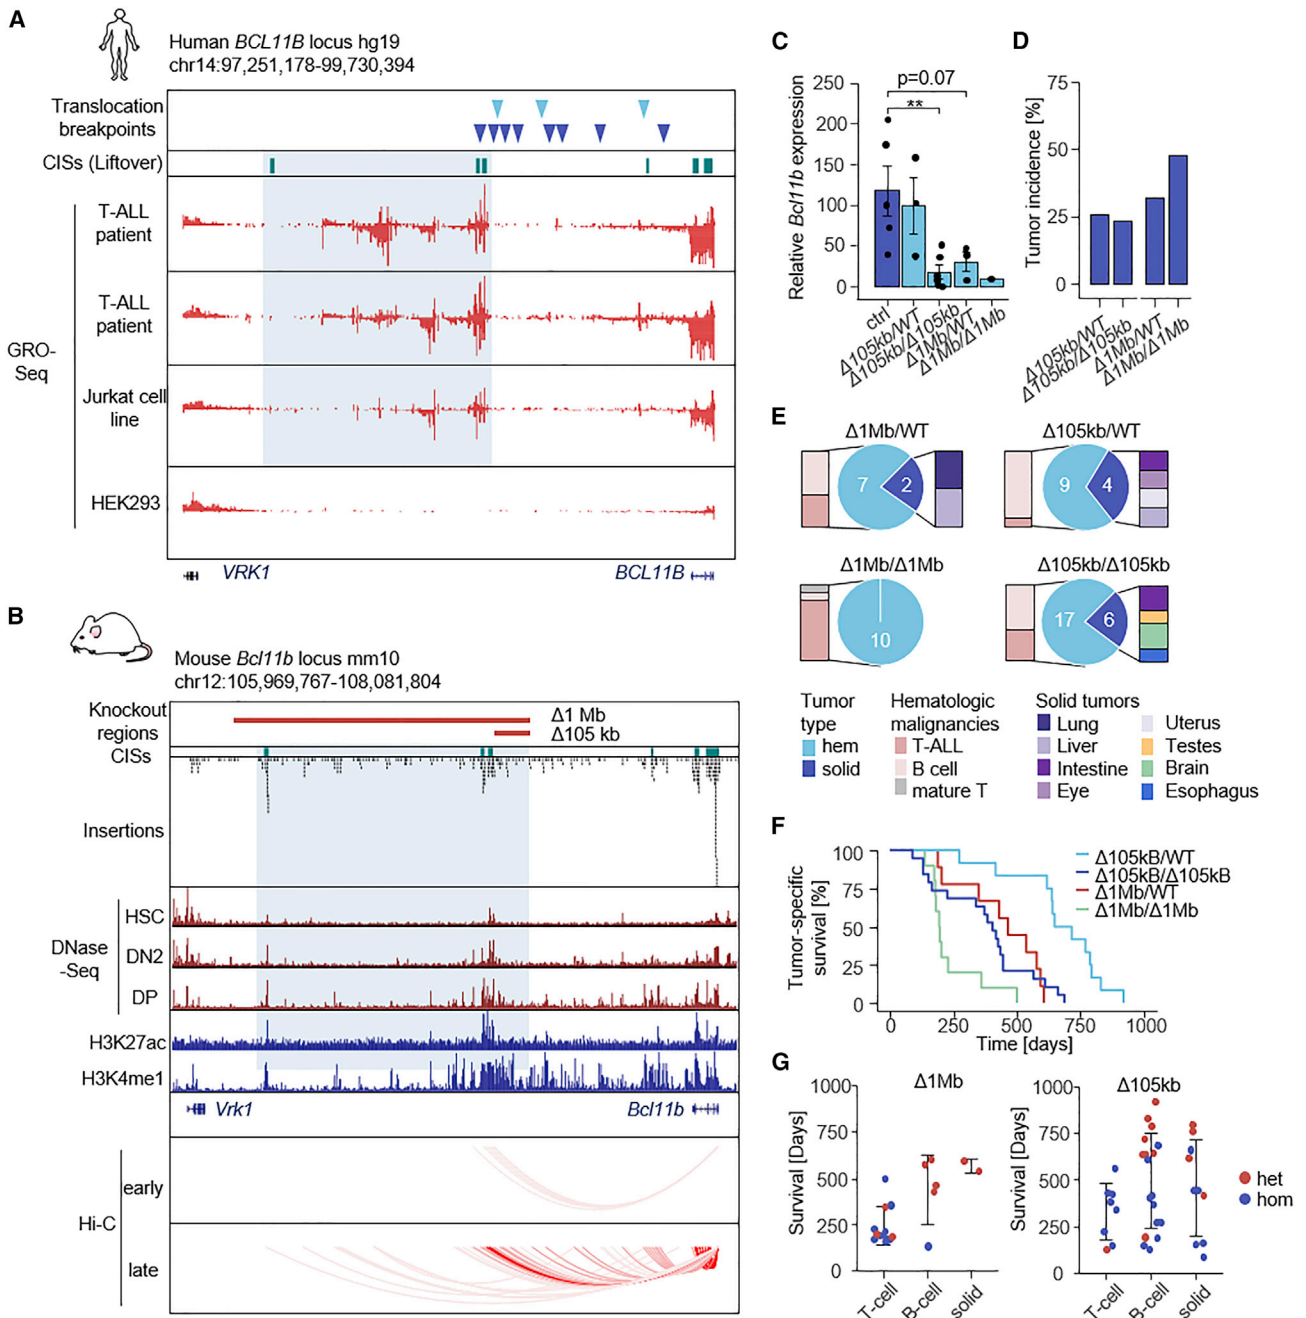 A
Human BCL11B locus hg19
chr14:97,251,178-99,730,394
Translocation
breakpoints
CISs (Liftover)
T-ALL
patient
T-ALL
patient
GRO-
Seq
Jurkat cell
line
HEK293
VRK1
BCL11B
B
Mouse Bcl11b locus mm10
chr12:105,969,767-108,081,804
Knockout
regions
Δ1 Mb
Δ105 kb
CISs
Insertions
DNase
-Seq
HSC
DN2
DP
H3K27ac
H3K4me1
Vrk1
Bcl11b
Hi-C
early
late
C
Relative Bcl11b expression
250
200
150
100
50
0
p=0.07
**
ctrl
Δ105kb/WT
Δ105kb/Δ105kb
Δ1Mb/WT
Δ1Mb/Δ1Mb
D
Tumor incidence [%]
75
50
25
0
Δ105kb/WT
Δ105kb/Δ105kb
Δ1Mb/WT
Δ1Mb/Δ1Mb
E
Δ1Mb/WT
7
2
Δ105kb/WT
9
4
Δ1Mb/Δ1Mb
10
Δ105kb/Δ105kb
17
6
Tumor
type
hem
solid
Hematologic
malignancies
T-ALL
B cell
mature T
Solid tumors
Lung
Liver
Intestine
Eye
Uterus
Testes
Brain
Esophagus
F
Tumor-specific
survival [%]
100
75
50
25
0
Δ105kB/WT
Δ105kB/Δ105kB
Δ1Mb/WT
Δ1Mb/Δ1Mb
0
250
500
750
1000
Time [days]
G
Δ1Mb
Survival [Days]
1000
750
500
250
0
T-cell
B-cell
solid
Δ105kb
Survival [Days]
1000
750
500
250
0
T-cell
B-cell
solid
het
hom